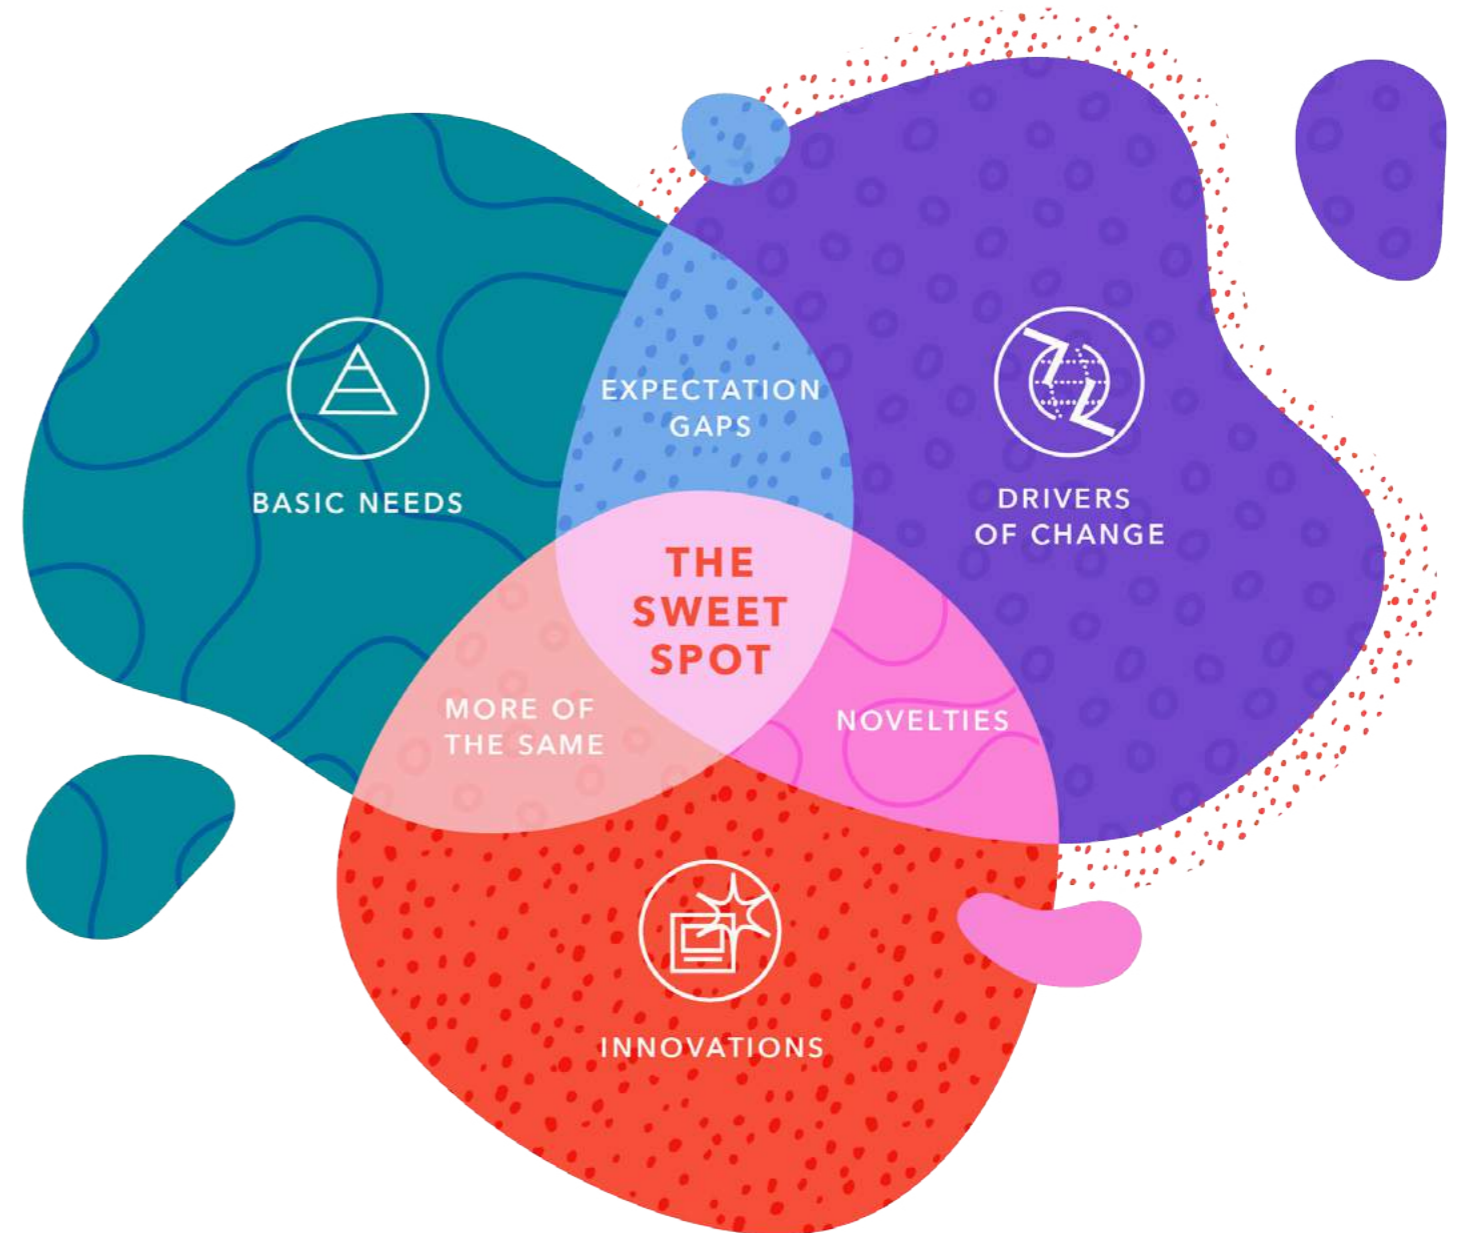 EXPECTATION
GAPS
BASIC NEEDS
DRIVERS
OF CHANGE
THE
SWEET
SPOT
MORE OF
THE SAME
NOVELTIES
INNOVATIONS